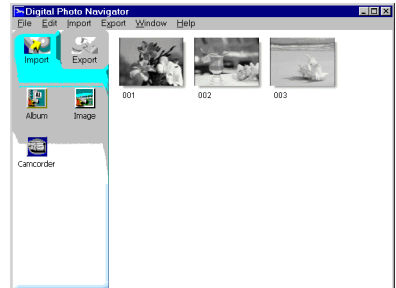 Digital Photo Navigator
File Edit Import Export Window Help
Import Export
001 002 003
Album Image
Camcorder